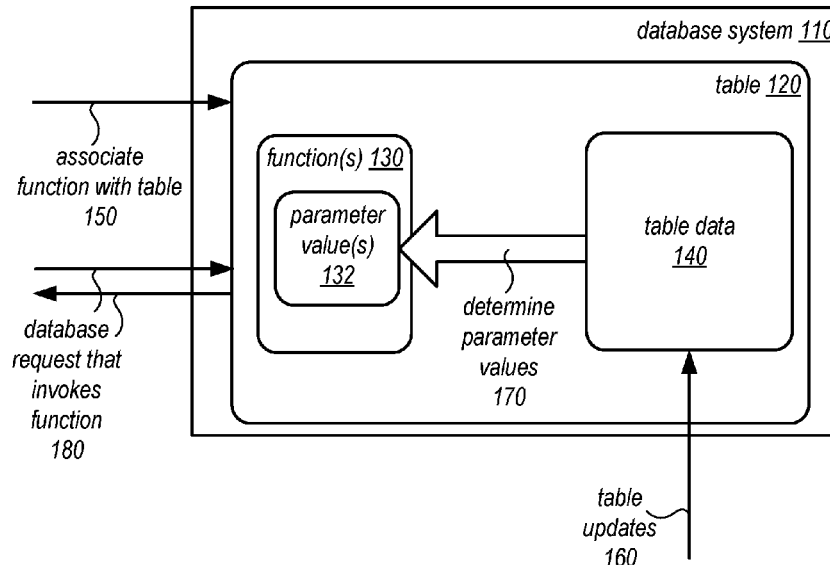 database system 110
table 120
associate
function with table
150
function(s) 130
parameter
value(s)
132
table data
140
determine
parameter
values
170
database
request that
invokes
function
180
table
updates
160